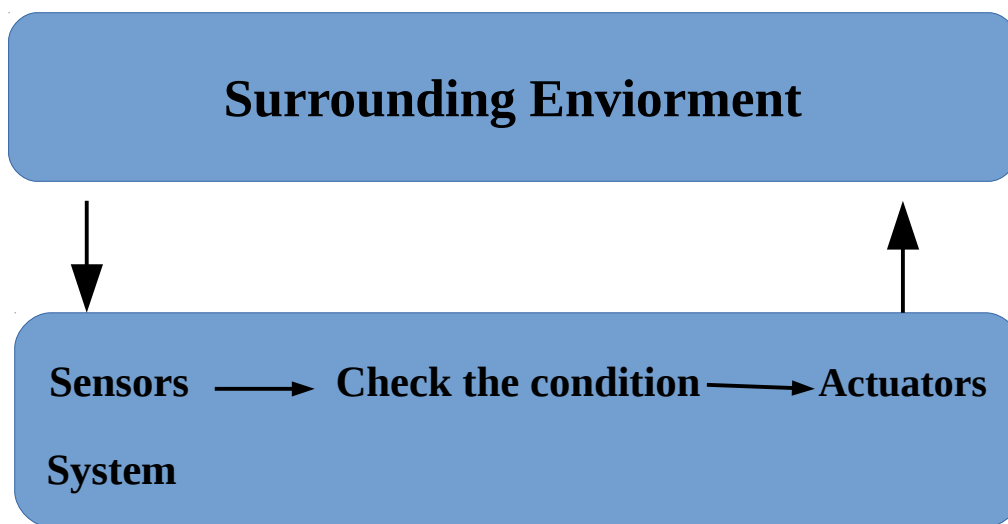 Surrounding Enviorment
Sensors Check the condition Actuators
System